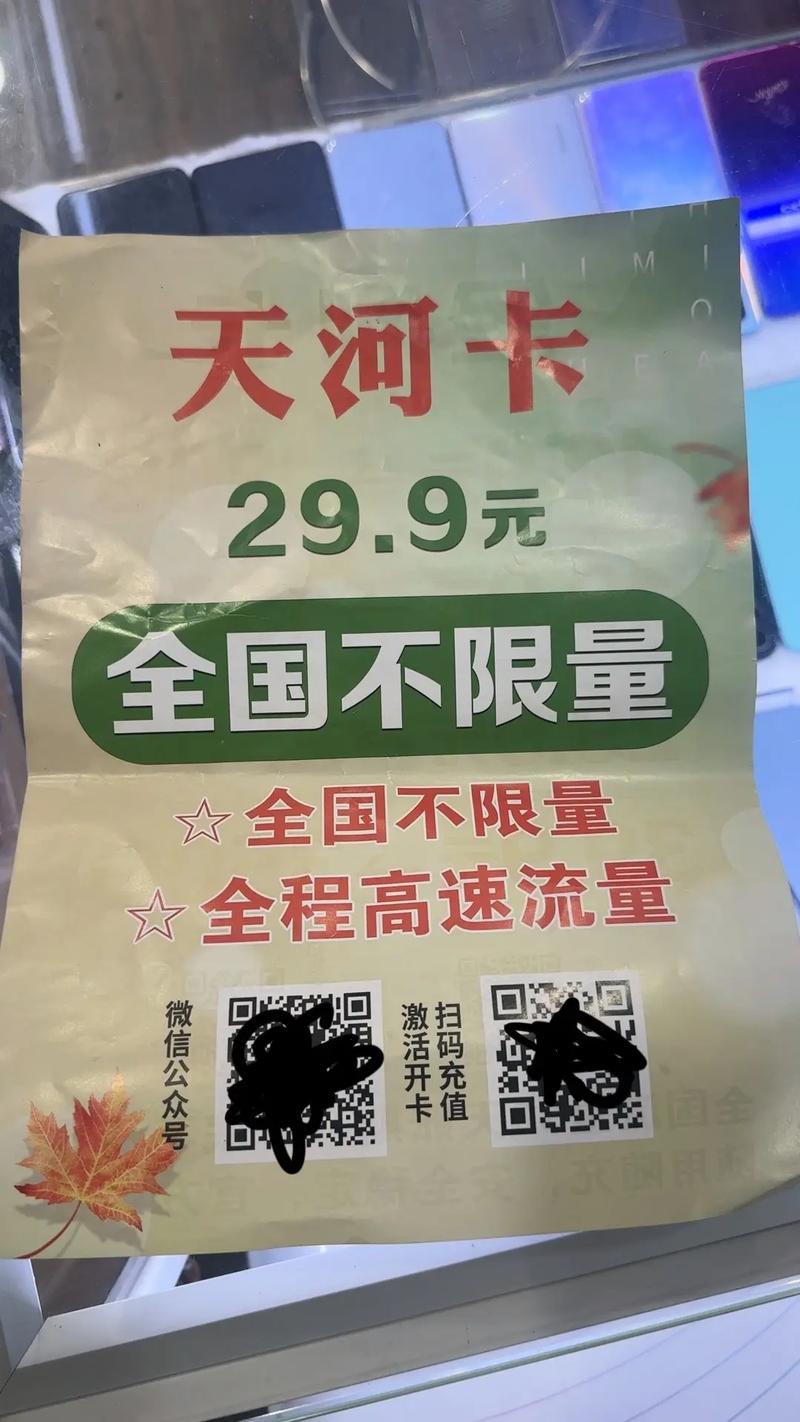 天河卡
29.9元
全国不限量
☆全国不限量
☆全程高速流量
微信公众号
激活开卡
扫码充值